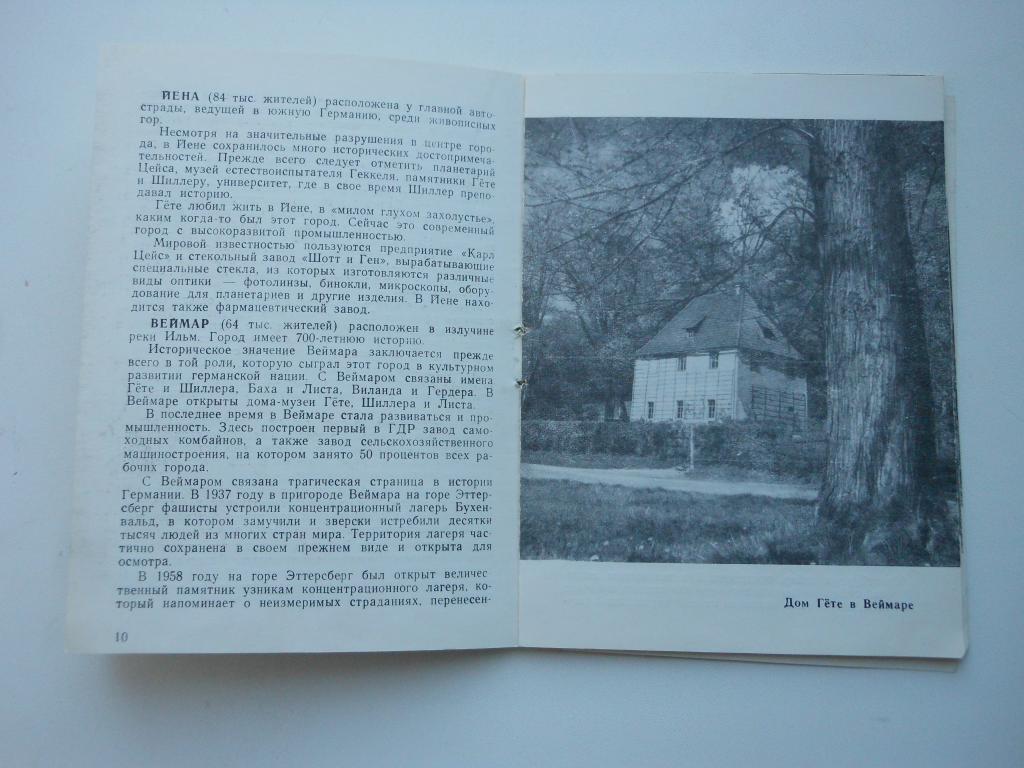 ЙЕНА (84 тыс. жителей) расположена у главной авто-
страды, ведущей в южную Германию, среди живописных
гор.
Несмотря на значительные разрушения в центре горо-
да, в Йене сохранилось много исторических достопримеча-
тельностей. Прежде всего следует отметить планетарий
Цейса, музей естествоиспытателя Геккеля, памятники Гёте
и Шиллеру, университет, где в свое время Шиллер препо-
давал историю.
Гёте любил жить в Йене, в «милом глухом захолустье»,
каким когда-то был этот город. Сейчас это современный
город с высокоразвитой промышленностью.
Мировой известностью пользуются предприятие «Карл
Цейс» и стекольный завод «Шотт и Ген», вырабатывающие
специальные стекла, из которых изготовляются различные
виды оптики — фотолинзы, бинокли, микроскопы, обору-
дование для планетариев и другие изделия. В Йене нахо-
дится также фармацевтический завод.
ВЕЙМАР (64 тыс. жителей) расположен в излучине
реки Ильм. Город имеет 700-летнюю историю.
Историческое значение Веймара заключается прежде
всего в той роли, которую сыграл этот город в культурном
развитии германской нации. С Веймаром связаны имена
Гёте и Шиллера, Баха и Листа, Виланда и Гердера. В
Веймаре открыты дома-музеи Гёте, Шиллера и Листа.
В последнее время в Веймаре стала развиваться и про-
мышленность. Здесь построен первый в ГДР завод само-
ходных комбайнов, а также завод сельскохозяйственного
машиностроения, на котором занято 50 процентов всех ра-
бочих города.
С Веймаром связана трагическая страница в истории
Германии. В 1937 году в пригороде Веймара на горе Эттер-
сберг фашисты устроили концентрационный лагерь Бухен-
вальд, в котором замучили и зверски истребили десятки
тысяч людей из многих стран мира. Территория лагеря час-
тично сохранена в своем прежнем виде и открыта для
осмотра.
В 1958 году на горе Эттерсберг был открыт величес
твенный памятник узникам концентрационного лагеря, ко-
торый напоминает о неизмеримых страданиях, перенесен-
10
Дом Гёте в Веймаре